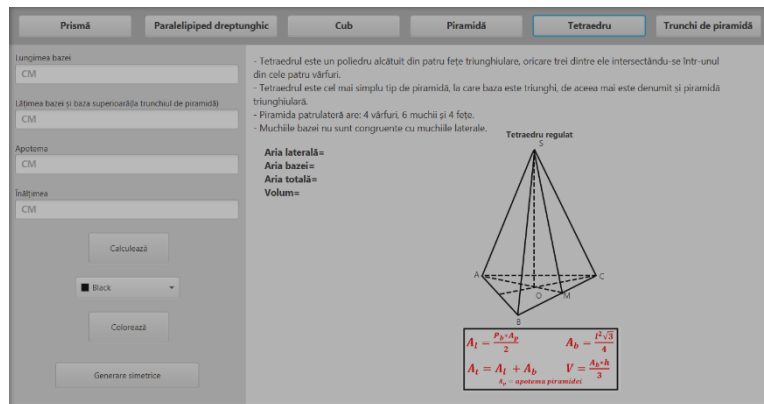 Prismă Paralelipiped dreptunghic Cub Piramidă Tetraedru Trunchi de piramidă
Lungimea bazei
CM
Lățimea bazei și baza superioară(la trunchiul de piramidă)
CM
Apotema
CM
Înălțimea
CM
Calculează
Black
Colorează
Generare simetrice
- Tetraedrul este un poliedru alcătuit din patru fețe triunghiulare, oricare trei dintre ele intersectându-se într-unul
din cele patru vârfuri.
- Tetraedrul este cel mai simplu tip de piramidă, la care baza este triunghi, de aceea mai este denumit și piramidă
triunghiulară.
- Piramida patrulateră are: 4 vârfuri, 6 muchii și 4 fețe.
- Muchiile bazei nu sunt congruente cu muchiile laterale.
Aria laterală=
Aria bazei=
Aria totală=
Volum=
Tetraedru regulat
S
A C
O M
B
A_l = P_b*A_p / 2 A_b = l²√3 / 4
A_t = A_l + A_b V = A_b*h / 3
A_p = apotema piramidei